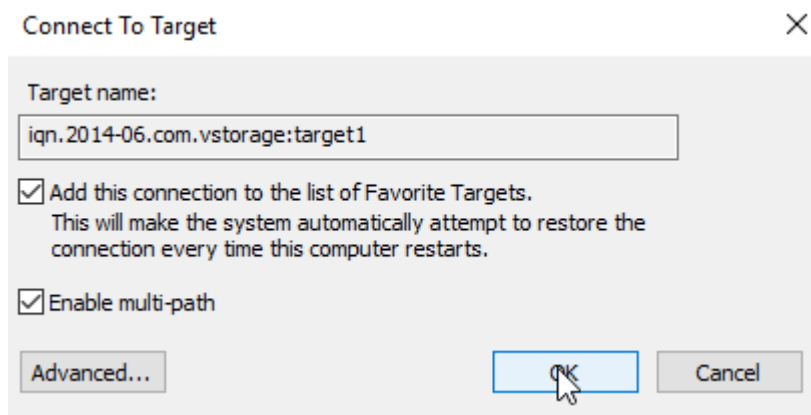 Connect To Target
Target name:
iqn.2014-06.com.vstorage:target1
Add this connection to the list of Favorite Targets.
This will make the system automatically attempt to restore the
connection every time this computer restarts.
Enable multi-path
Advanced...
OK
Cancel